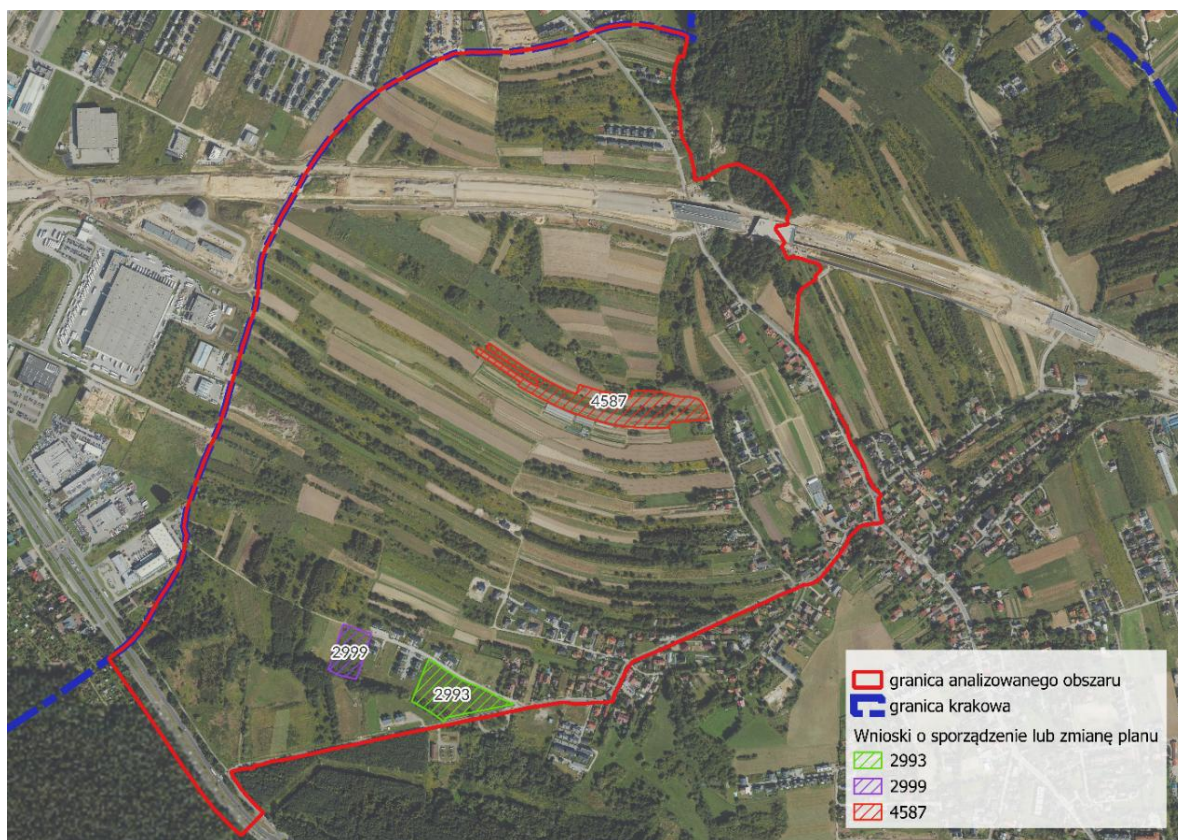 4587
2999
2993
granica analizowanego obszaru
granica krakowa
Wnioski o sporządzenie lub zmianę planu
2993
2999
4587